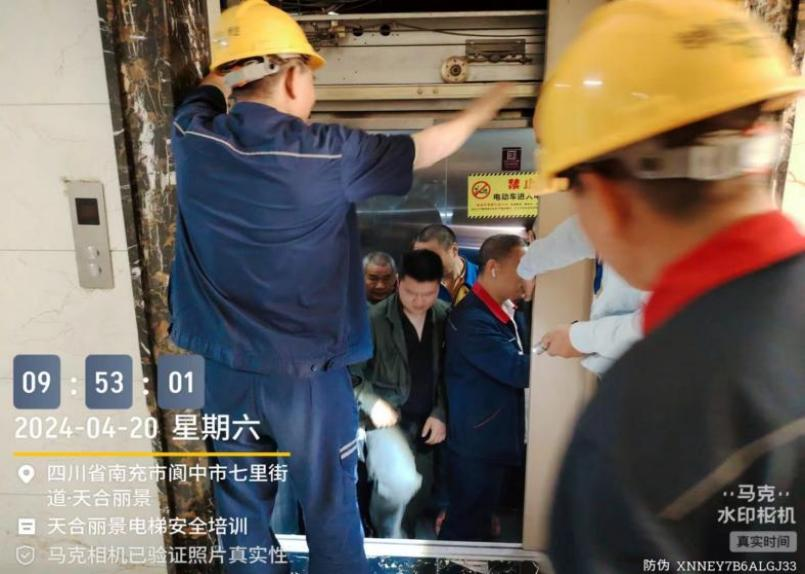 禁止
电动车进入电
09 : 53 : 01
2024-04-20 星期六
四川省南充市阆中市七里街
道·天合丽景
天合丽景电梯安全培训
马克相机已验证照片真实性
马克
水印相机
真实时间
防伪 XNNEY7B6ALGJ33